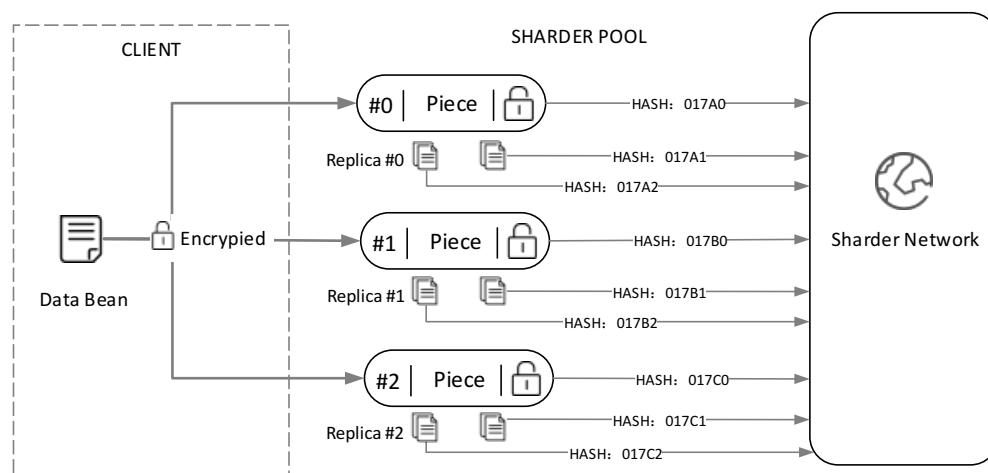 CLIENT
SHARDER POOL
#0 Piece
HASH：017A0
Replica #0
HASH：017A1
HASH：017A2
Data Bean
Encrypied
#1 Piece
HASH：017B0
Replica #1
HASH：017B1
HASH：017B2
#2 Piece
HASH：017C0
Replica #2
HASH：017C1
HASH：017C2
Sharder Network